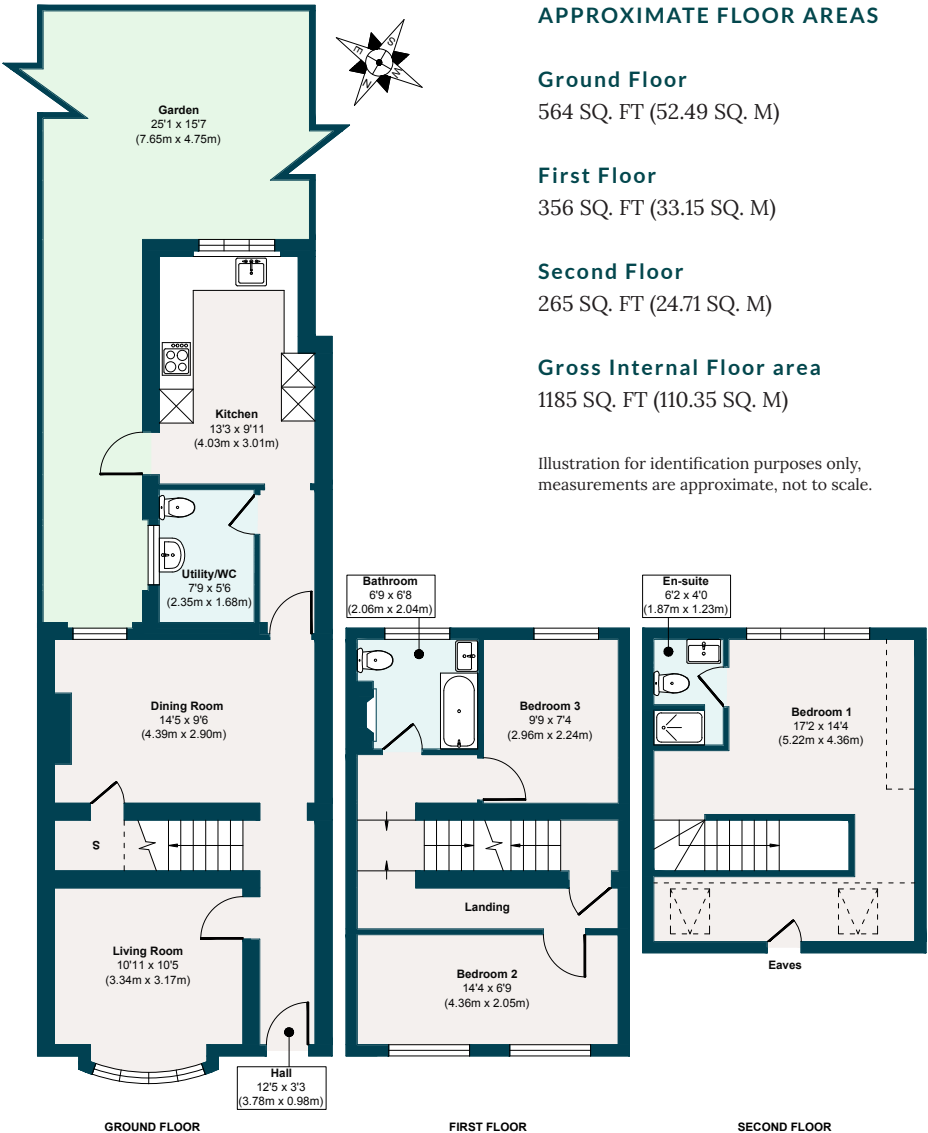 APPROXIMATE FLOOR AREAS
Ground Floor
564 SQ. FT (52.49 SQ. M)
First Floor
356 SQ. FT (33.15 SQ. M)
Second Floor
265 SQ. FT (24.71 SQ. M)
Gross Internal Floor area
1185 SQ. FT (110.35 SQ. M)
Illustration for identification purposes only,
measurements are approximate, not to scale.
S
E
W
N
Garden
25'1 x 15'7
(7.65m x 4.75m)
Kitchen
13'3 x 9'11
(4.03m x 3.01m)
Utility/WC
7'9 x 5'6
(2.35m x 1.68m)
Dining Room
14'5 x 9'6
(4.39m x 2.90m)
S
Living Room
10'11 x 10'5
(3.34m x 3.17m)
Hall
12'5 x 3'3
(3.78m x 0.98m)
GROUND FLOOR
Bathroom
6'9 x 6'8
(2.06m x 2.04m)
Bedroom 3
9'9 x 7'4
(2.96m x 2.24m)
Landing
Bedroom 2
14'4 x 6'9
(4.36m x 2.05m)
FIRST FLOOR
En-suite
6'2 x 4'0
(1.87m x 1.23m)
Bedroom 1
17'2 x 14'4
(5.22m x 4.36m)
Eaves
SECOND FLOOR